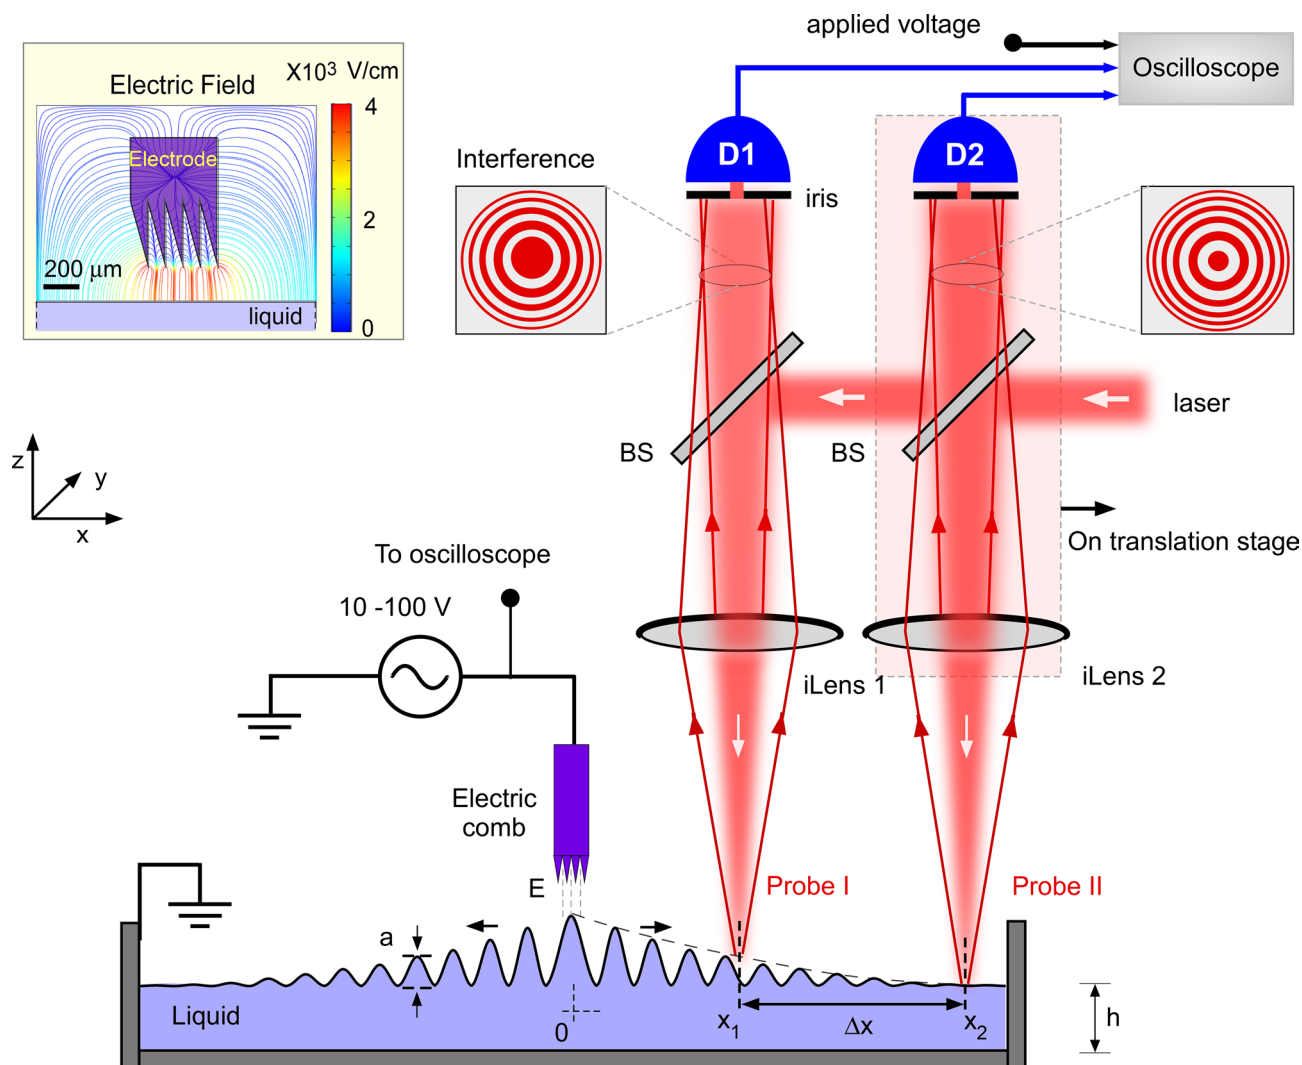 applied voltage
Oscilloscope
X10³ V/cm
Electric Field
4
2
0
Electrode
200 μm
liquid
Interference
D1
D2
iris
BS
BS
laser
z
y
x
On translation stage
To oscilloscope
10 -100 V
iLens 1
iLens 2
Electric
comb
E
Probe I
Probe II
a
Liquid
0
x₁
Δx
x₂
h